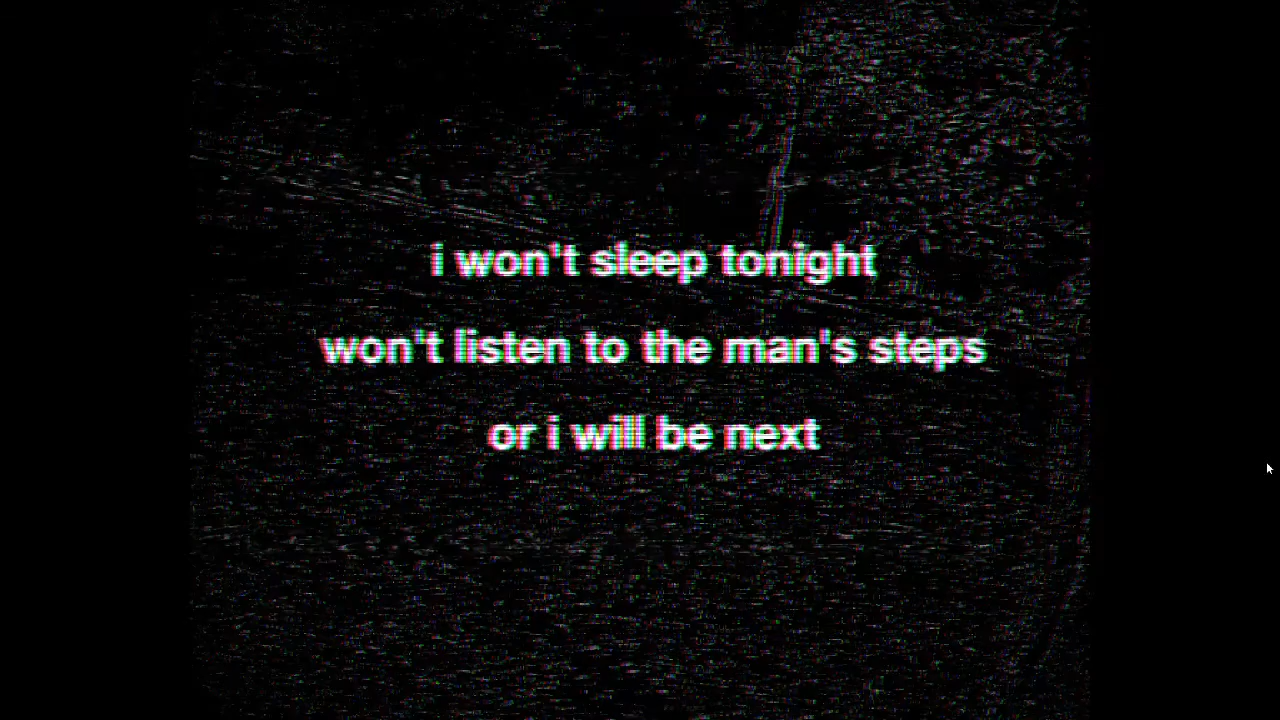 i won't sleep tonight
won't listen to the man's steps
or i will be next